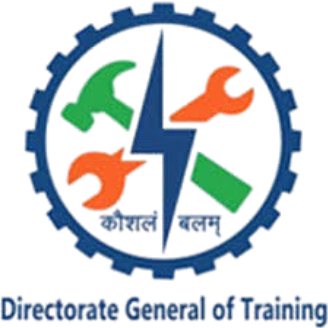 कौशलं बलम्
Directorate General of Training